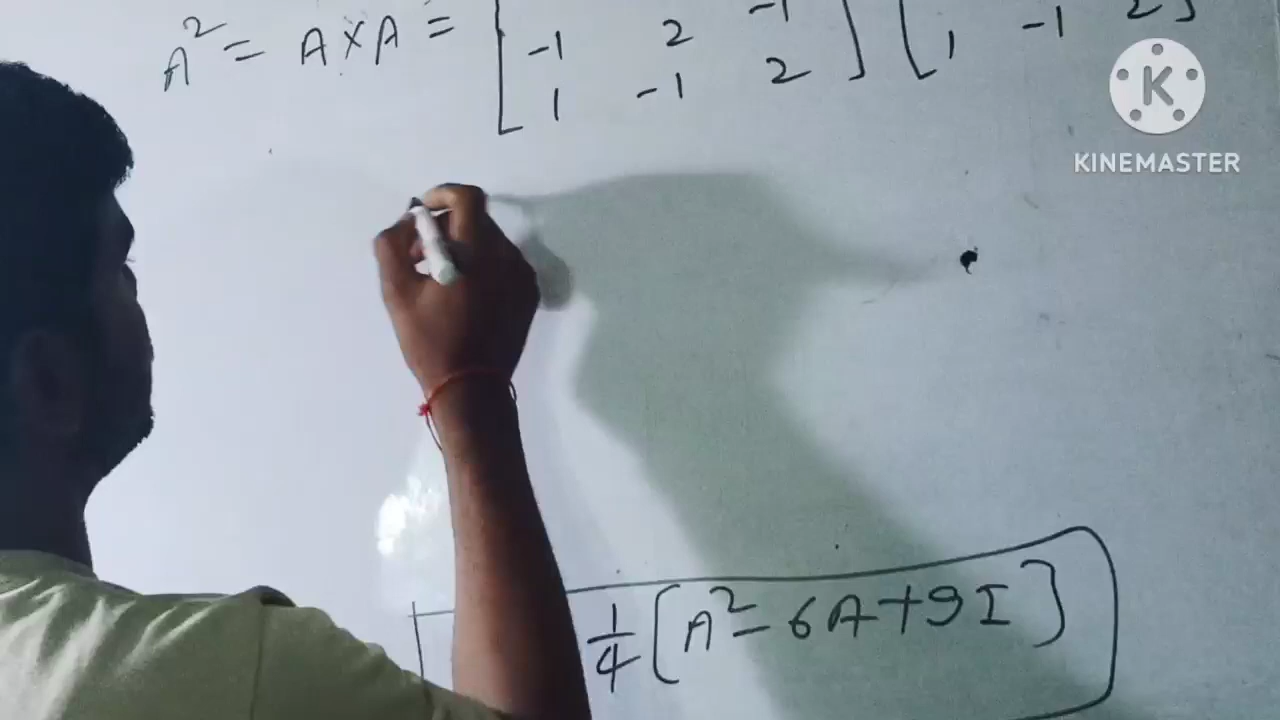 -1
A² = A × A = [ -1 2 ] [ 1 -1 2 ]
1 -1 2
K
KINEMASTER
1/4 [ A² - 6A + 9I ]